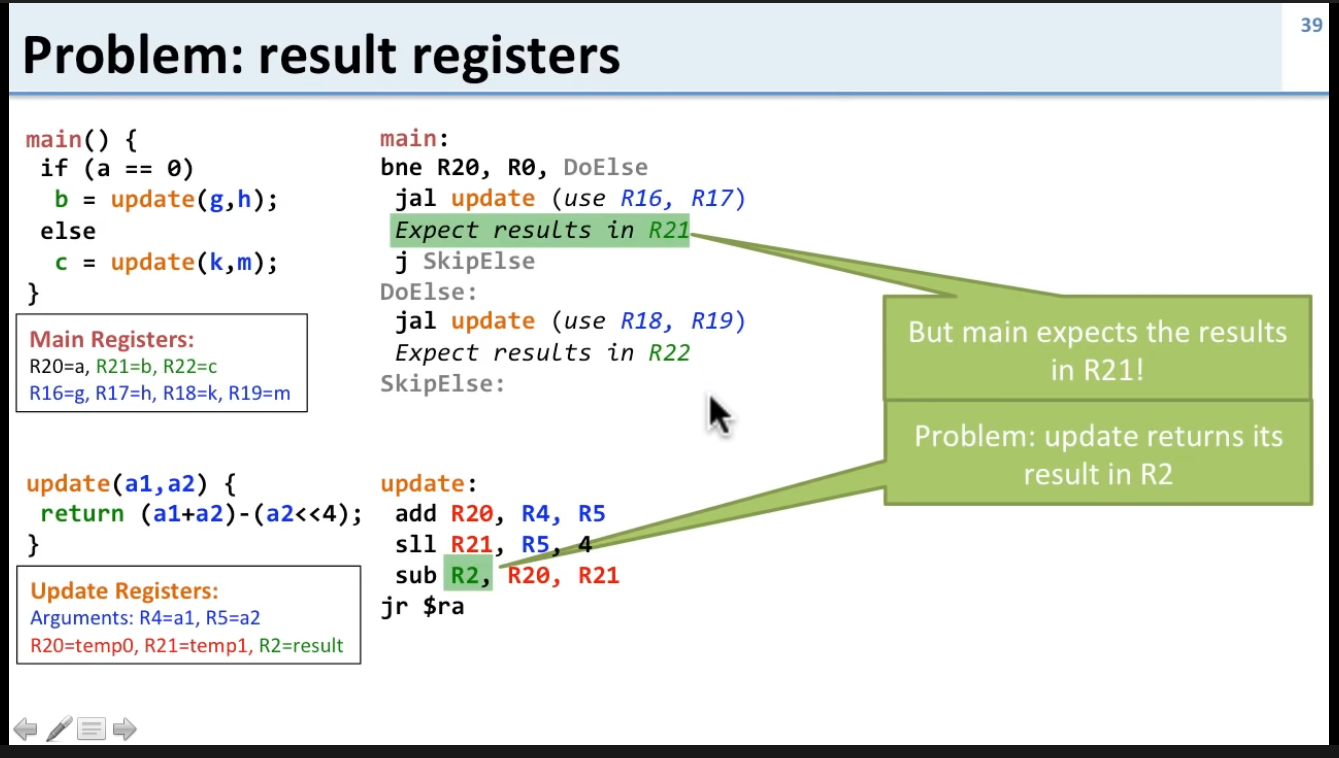 39
Problem: result registers
main() {
if (a == 0)
b = update(g,h);
else
c = update(k,m);
}
Main Registers:
R20=a, R21=b, R22=c
R16=g, R17=h, R18=k, R19=m
main:
bne R20, R0, DoElse
jal update (use R16, R17)
Expect results in R21
j SkipElse
DoElse:
jal update (use R18, R19)
Expect results in R22
SkipElse:
But main expects the results
in R21!
Problem: update returns its
result in R2
update(a1,a2) {
return (a1+a2)-(a2<<4);
}
Update Registers:
Arguments: R4=a1, R5=a2
R20=temp0, R21=temp1, R2=result
update:
add R20, R4, R5
sll R21, R5, 4
sub R2, R20, R21
jr $ra